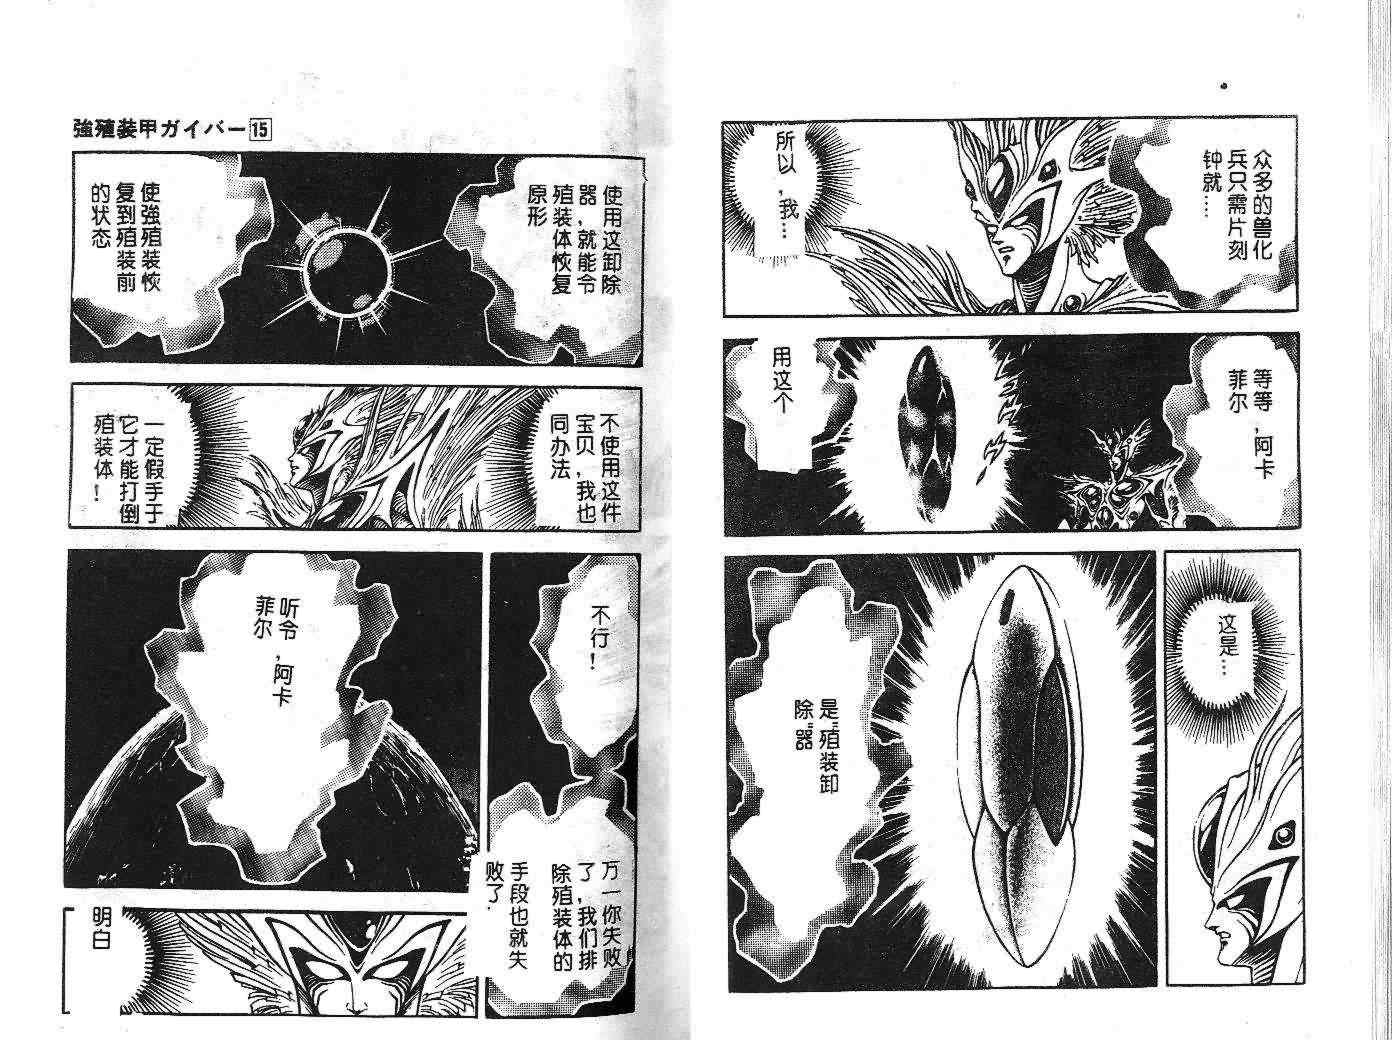 众多的兽化
兵只需片刻
钟就……
所以,我…
等等,阿卡
菲尔
用这个
这是…
是"殖装卸
除"器
強殖装甲ガイバー15
使用这卸除
器,就能令
殖装体恢复
原形
使強殖装恢
复到殖装前
的状态
不使用这件
宝贝,我也
同办法
一定假手于
它才能打倒
殖装体!
不行!
万一你失败
了,我们排
除殖装体的
手段也就失
败了.
听令,阿卡
菲尔
明白